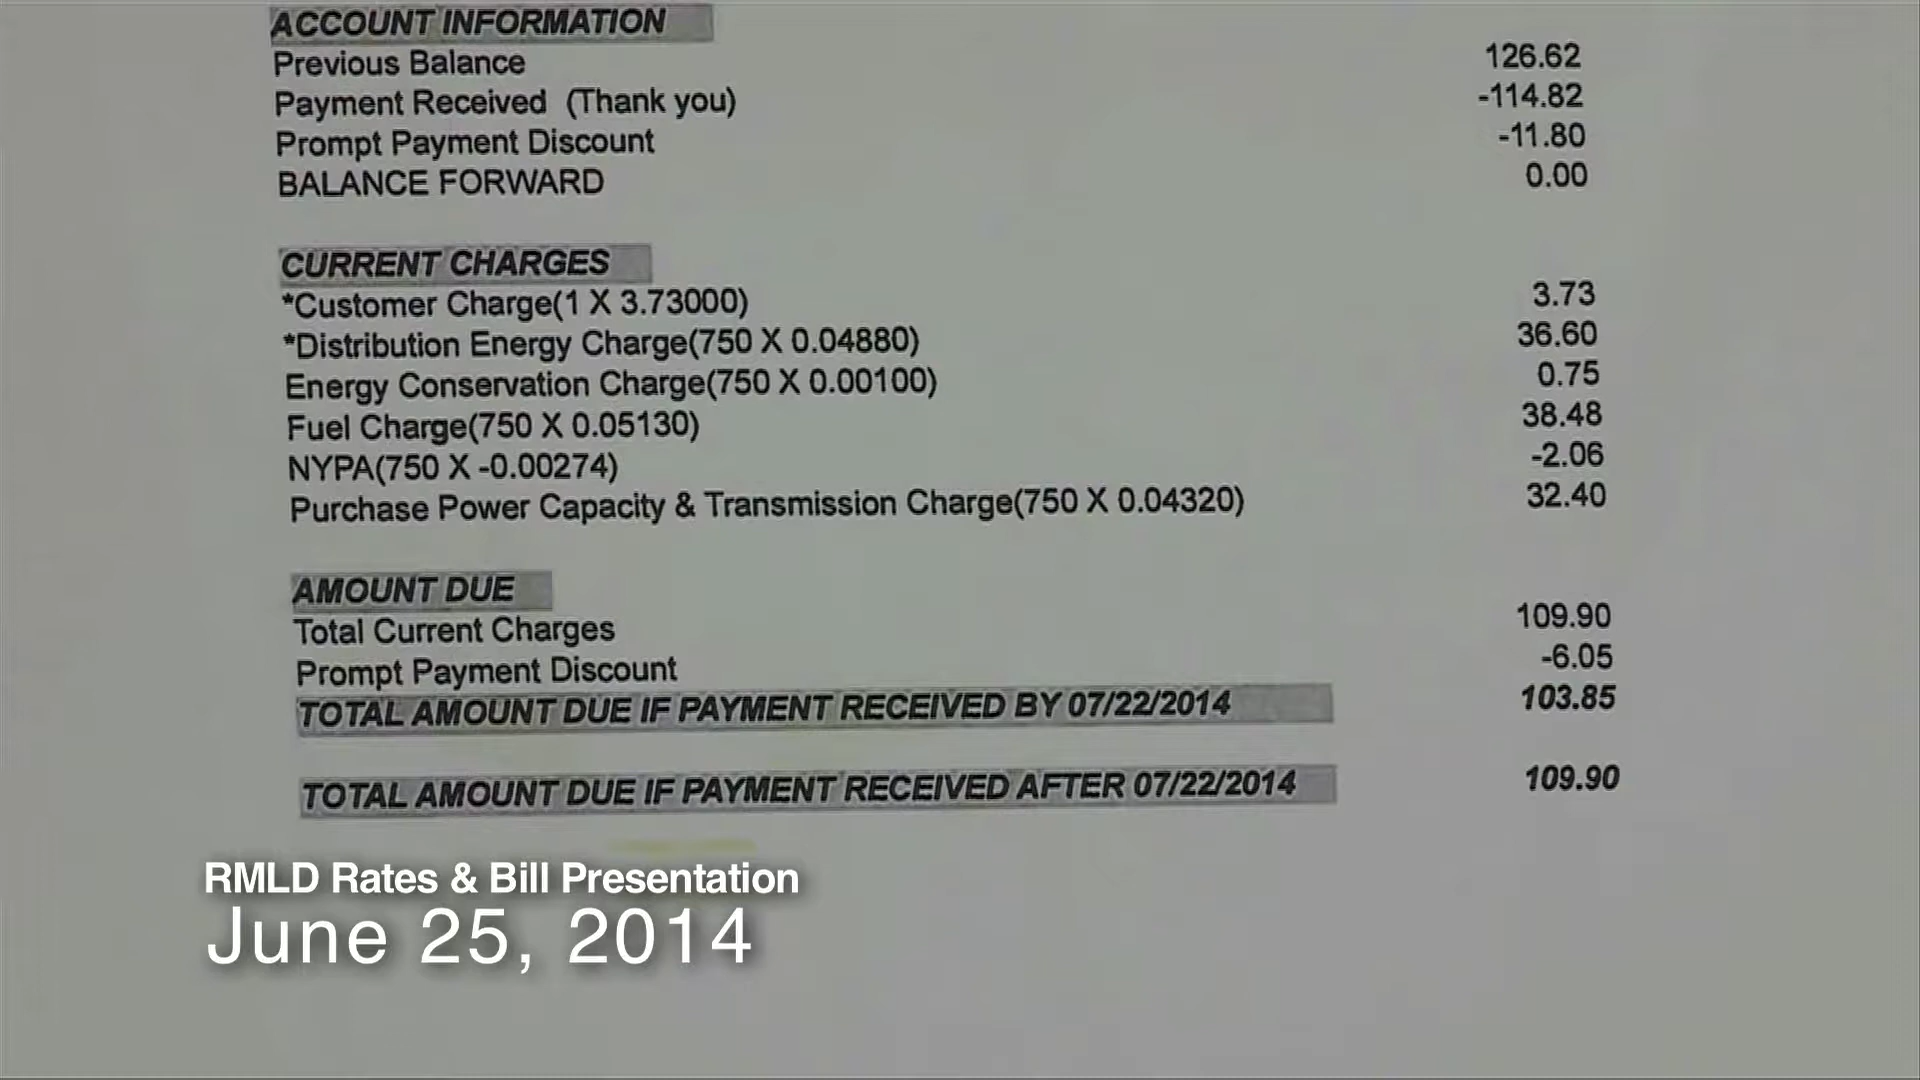 ACCOUNT INFORMATION
Previous Balance 126.62
Payment Received (Thank you) -114.82
Prompt Payment Discount -11.80
BALANCE FORWARD 0.00
CURRENT CHARGES
*Customer Charge(1 X 3.73000) 3.73
*Distribution Energy Charge(750 X 0.04880) 36.60
Energy Conservation Charge(750 X 0.00100) 0.75
Fuel Charge(750 X 0.05130) 38.48
NYPA(750 X -0.00274) -2.06
Purchase Power Capacity & Transmission Charge(750 X 0.04320) 32.40
AMOUNT DUE
Total Current Charges 109.90
Prompt Payment Discount -6.05
TOTAL AMOUNT DUE IF PAYMENT RECEIVED BY 07/22/2014 103.85
TOTAL AMOUNT DUE IF PAYMENT RECEIVED AFTER 07/22/2014 109.90
RMLD Rates & Bill Presentation
June 25, 2014